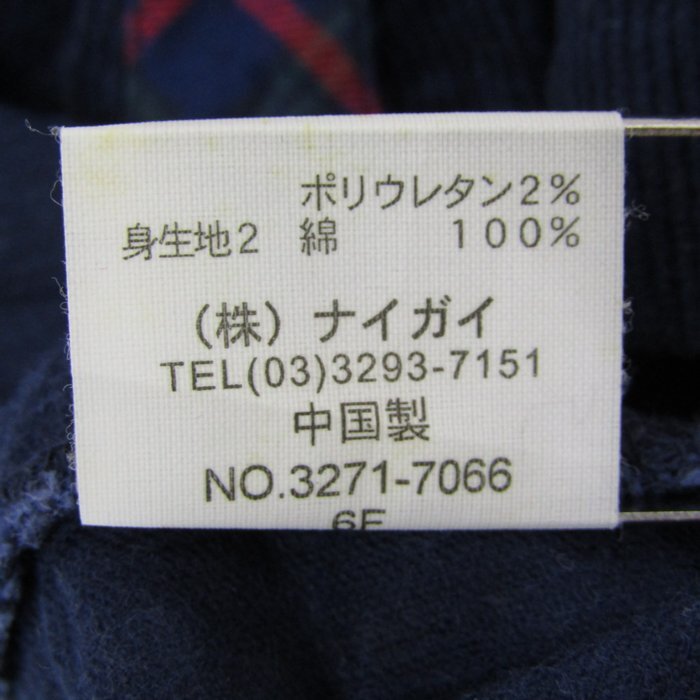 ポリウレタン2%
身生地2 綿 100%
(株) ナイガイ
TEL(03)3293-7151
中国製
NO.3271-7066